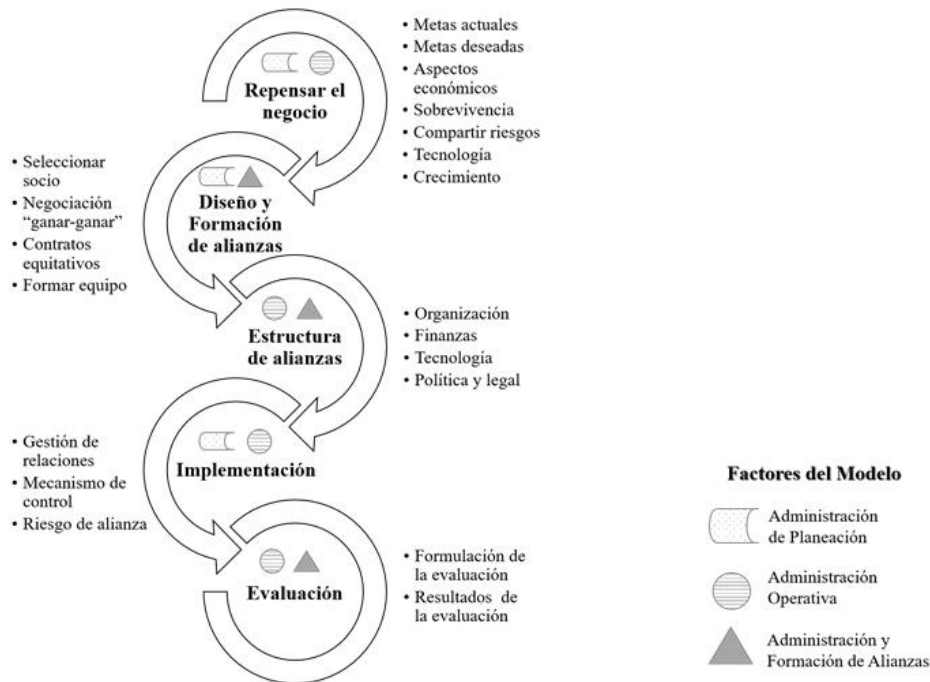 • Metas actuales
• Metas deseadas
• Aspectos
económicos
• Sobrevivencia
• Compartir riesgos
• Tecnología
• Crecimiento
Repensar el
negocio
• Seleccionar
socio
• Negociación
“ganar-ganar”
• Contratos
equitativos
• Formar equipo
Diseño y
Formación
de alianzas
Estructura
de alianzas
• Organización
• Finanzas
• Tecnología
• Política y legal
• Gestión de
relaciones
• Mecanismo de
control
• Riesgo de alianza
Implementación
Evaluación
• Formulación de
la evaluación
• Resultados de
la evaluación
Factores del Modelo
Administración
de Planeación
Administración
Operativa
Administración y
Formación de Alianzas